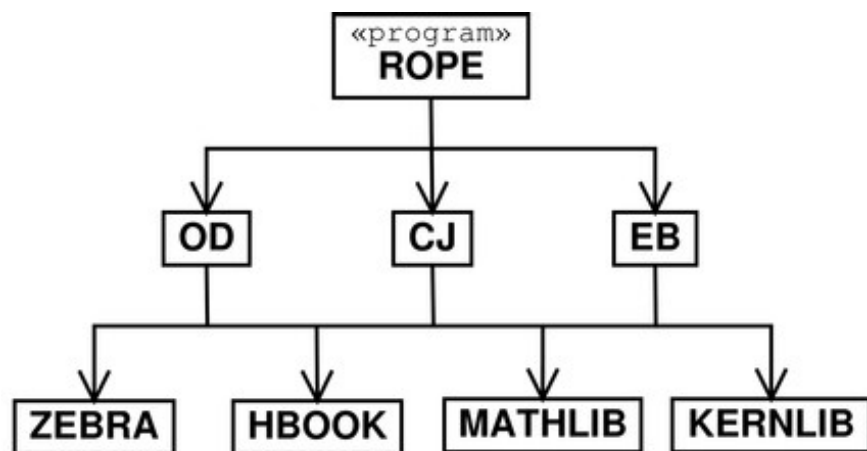 «program»
ROPE
OD
CJ
EB
ZEBRA
HBOOK
MATHLIB
KERNLIB